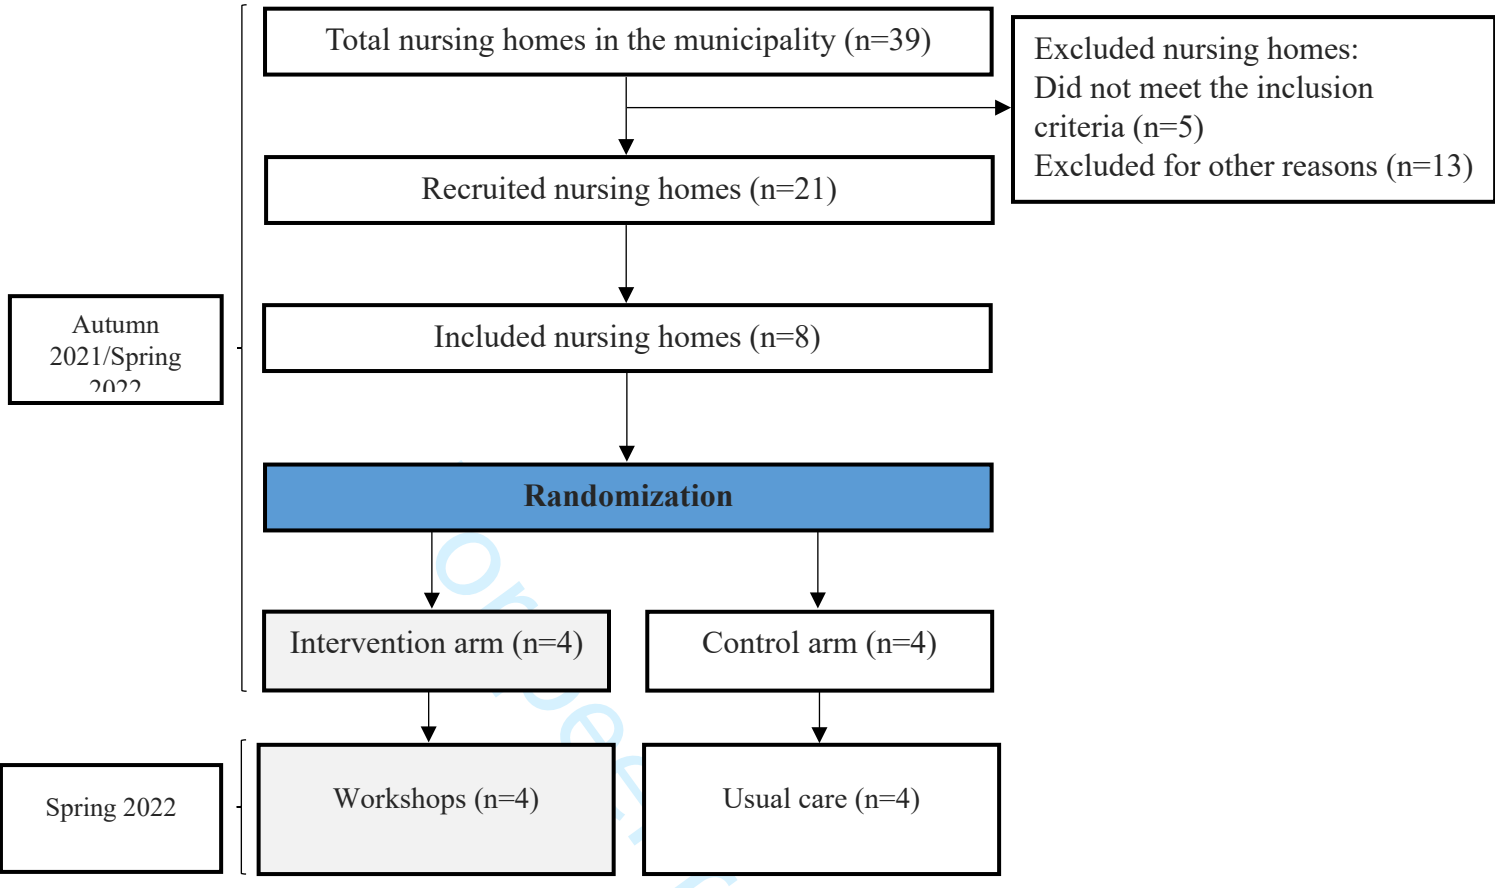 Total nursing homes in the municipality (n=39)
Excluded nursing homes:
Did not meet the inclusion
criteria (n=5)
Excluded for other reasons (n=13)
Recruited nursing homes (n=21)
Included nursing homes (n=8)
Autumn
2021/Spring
2022
Randomization
Intervention arm (n=4)
Control arm (n=4)
Spring 2022
Workshops (n=4)
Usual care (n=4)